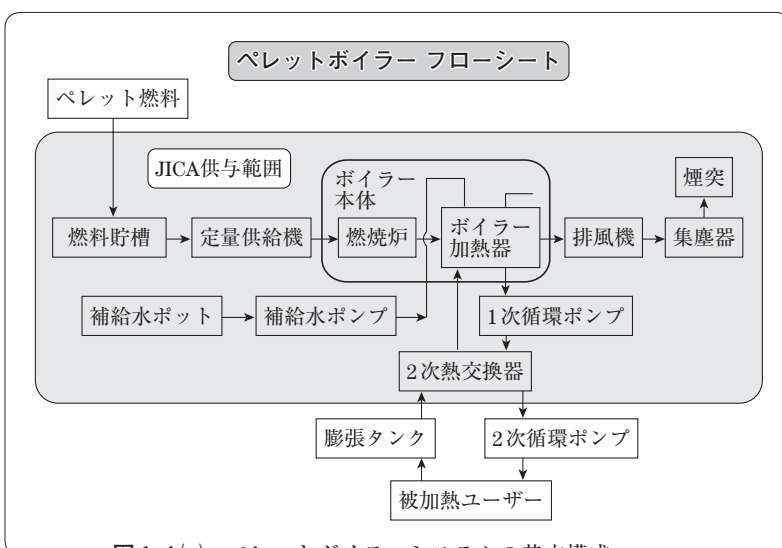 ペレットボイラー フローシート
ペレット燃料
JICA供与範囲
ボイラー
本体
煙突
燃料貯槽
定量供給機
燃焼炉
ボイラー
加熱器
排風機
集塵器
補給水ポット
補給水ポンプ
1次循環ポンプ
2次熱交換器
膨張タンク
2次循環ポンプ
被加熱ユーザー